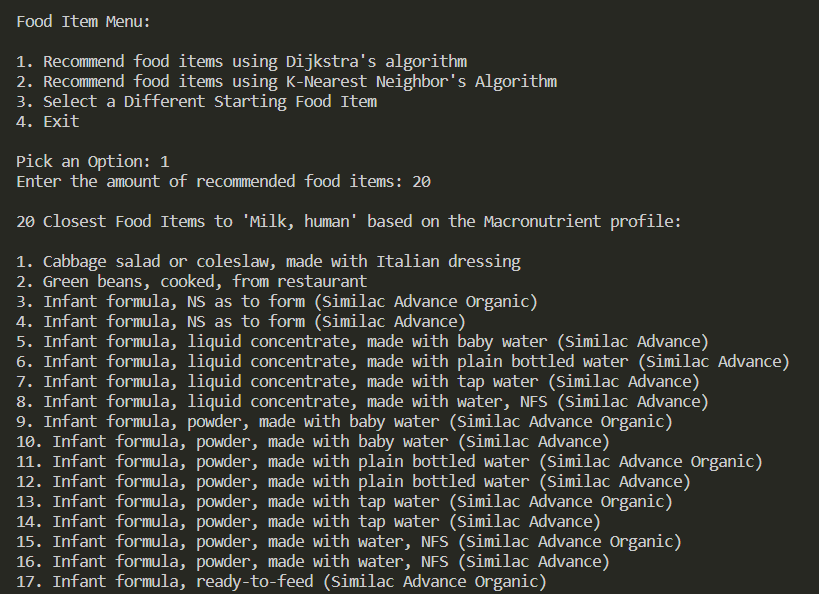 Food Item Menu:
1. Recommend food items using Dijkstra's algorithm
2. Recommend food items using K-Nearest Neighbor's Algorithm
3. Select a Different Starting Food Item
4. Exit
Pick an Option: 1
Enter the amount of recommended food items: 20
20 Closest Food Items to 'Milk, human' based on the Macronutrient profile:
1. Cabbage salad or coleslaw, made with Italian dressing
2. Green beans, cooked, from restaurant
3. Infant formula, NS as to form (Similac Advance Organic)
4. Infant formula, NS as to form (Similac Advance)
5. Infant formula, liquid concentrate, made with baby water (Similac Advance)
6. Infant formula, liquid concentrate, made with plain bottled water (Similac Advance)
7. Infant formula, liquid concentrate, made with tap water (Similac Advance)
8. Infant formula, liquid concentrate, made with water, NFS (Similac Advance)
9. Infant formula, powder, made with baby water (Similac Advance Organic)
10. Infant formula, powder, made with baby water (Similac Advance)
11. Infant formula, powder, made with plain bottled water (Similac Advance Organic)
12. Infant formula, powder, made with plain bottled water (Similac Advance)
13. Infant formula, powder, made with tap water (Similac Advance Organic)
14. Infant formula, powder, made with tap water (Similac Advance)
15. Infant formula, powder, made with water, NFS (Similac Advance Organic)
16. Infant formula, powder, made with water, NFS (Similac Advance)
17. Infant formula, ready-to-feed (Similac Advance Organic)